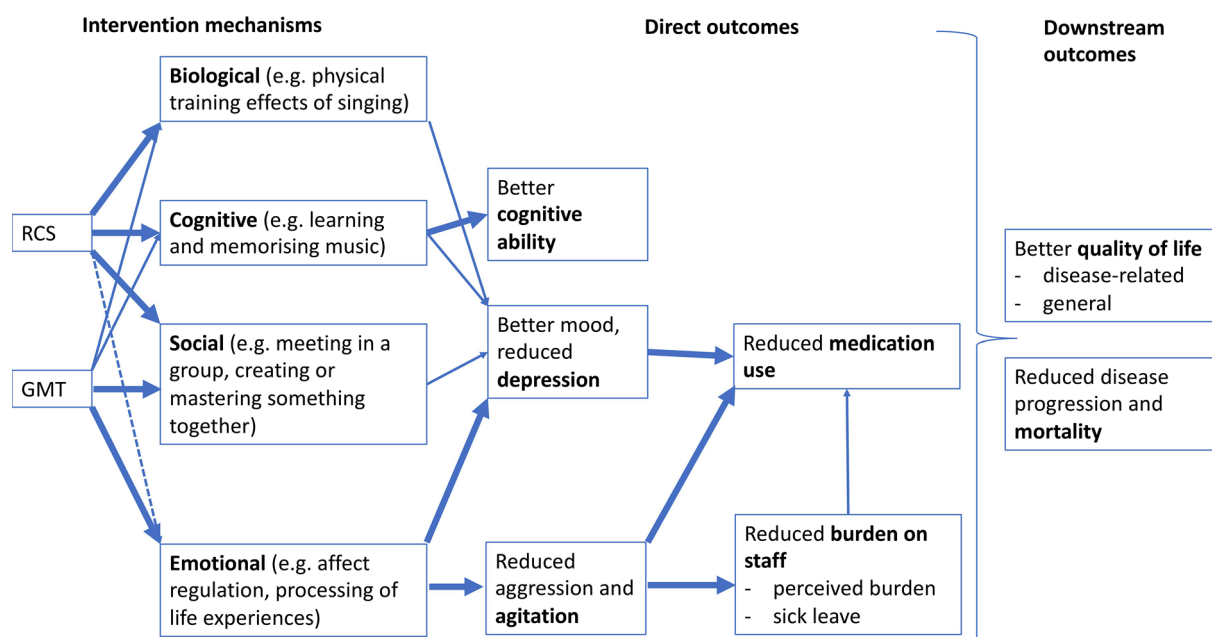 Intervention mechanisms
Direct outcomes
Downstream
outcomes
Biological (e.g. physical
training effects of singing)
RCS
Cognitive (e.g. learning
and memorising music)
Better
cognitive
ability
Better quality of life
- disease-related
- general
GMT
Social (e.g. meeting in a
group, creating or
mastering something
together)
Better mood,
reduced
depression
Reduced medication
use
Reduced disease
progression and
mortality
Emotional (e.g. affect
regulation, processing of
life experiences)
Reduced
aggression and
agitation
Reduced burden on
staff
- perceived burden
- sick leave